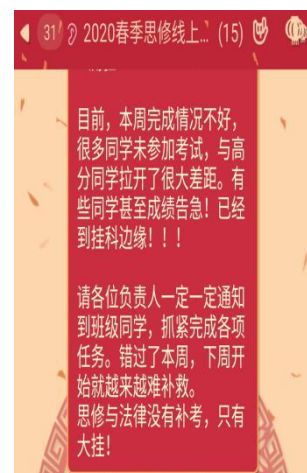 31 2020春季思修线上… (15)
目前，本周完成情况不好，
很多同学未参加考试，与高
分同学拉开了很大差距。有
些同学甚至成绩告急！已经
到挂科边缘！！！
请各位负责人一定一定通知
到班级同学，抓紧完成各项
任务。错过了本周，下周开
始就越来越难补救。
思修与法律没有补考，只有
大挂！